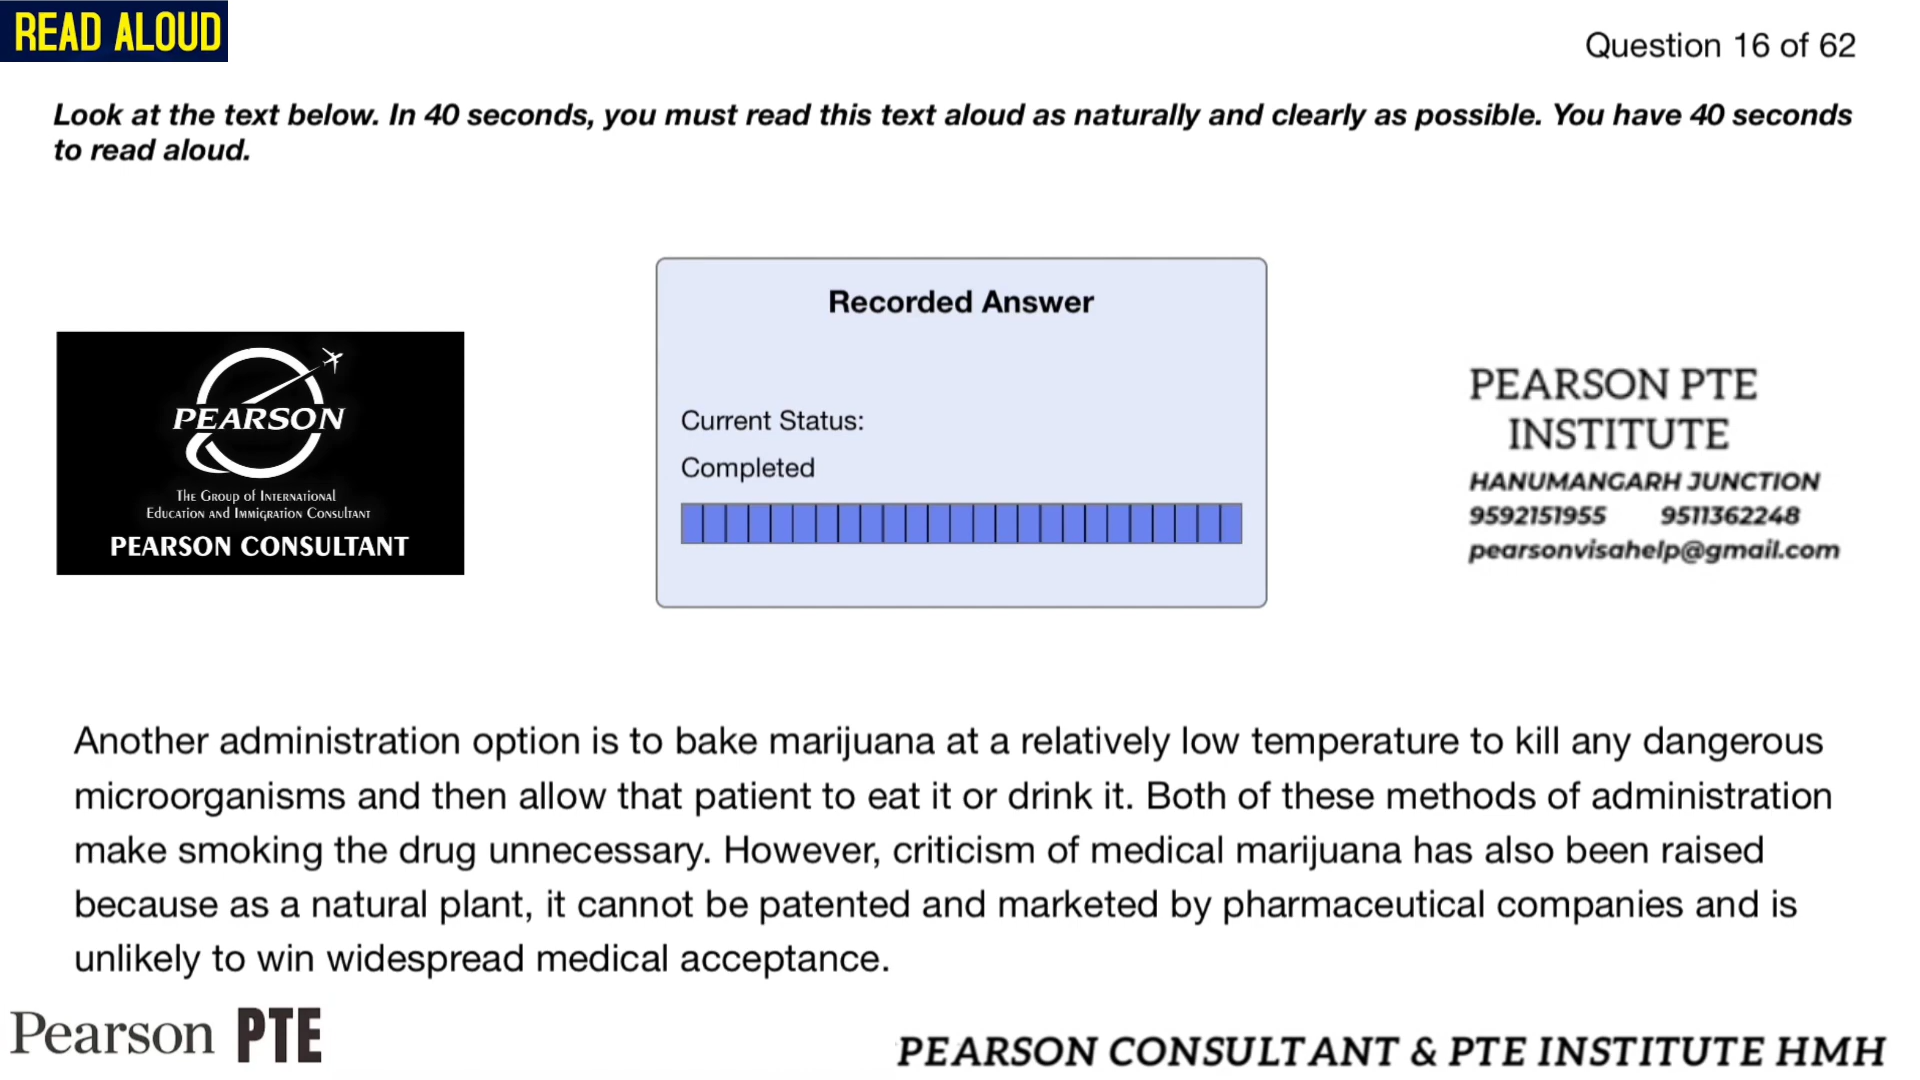 READ ALOUD
Question 16 of 62
Look at the text below. In 40 seconds, you must read this text aloud as naturally and clearly as possible. You have 40 seconds
to read aloud.
Recorded Answer
Current Status:
Completed
PEARSON
The Group of International
Education and Immigration Consultant
PEARSON CONSULTANT
PEARSON PTE
INSTITUTE
HANUMANGARH JUNCTION
9592151955 9511362248
pearsonvisahelp@gmail.com
Another administration option is to bake marijuana at a relatively low temperature to kill any dangerous
microorganisms and then allow that patient to eat it or drink it. Both of these methods of administration
make smoking the drug unnecessary. However, criticism of medical marijuana has also been raised
because as a natural plant, it cannot be patented and marketed by pharmaceutical companies and is
unlikely to win widespread medical acceptance.
Pearson PTE
PEARSON CONSULTANT & PTE INSTITUTE HMH